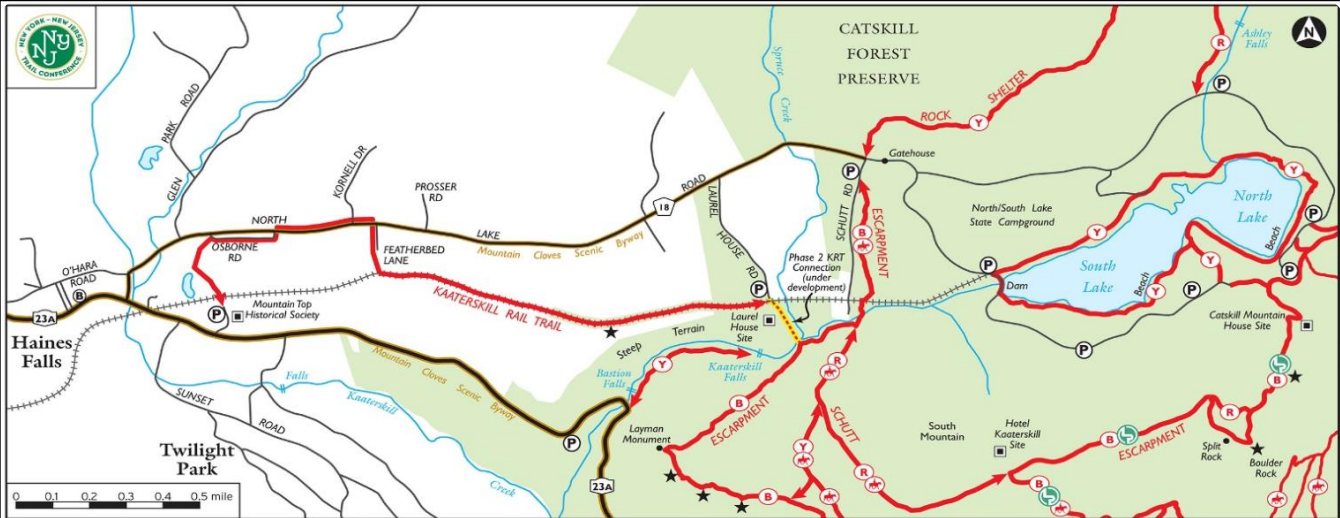 NEW YORK - NEW JERSEY
NY
NJ
TRAIL CONFERENCE
CATSKILL
FOREST
PRESERVE
N
Ashley
Falls
R
P
Spruce
Creek
ROCK
SHELTER
Y
PARK
ROAD
GLEN
KORNELL DR
PROSSER
RD
LAUREL
HOUSE RD
ROAD
18
P
Gatehouse
SCHUTT RD
ESCARPMENT
B
North/South Lake
State Campground
Y
Y
North
Lake
P
Beach
P
NORTH
LAKE
OSBORNE
RD
FEATHERBED
LANE
Mountain Cloves Scenic Byway
Phase 2 KRT
Connection
(under
development)
P
P
Dam
South
Lake
Beach
Y
Y
P
P
O'HARA
ROAD
B
23A
Haines
Falls
P
Mountain Top
Historical Society
KAATERSKILL RAIL TRAIL
Laurel
House
Site
Steep Terrain
Catskill Mountain
House Site
Mountain Cloves Scenic Byway
Y
Bastion
Falls
Kaaterskill
Falls
R
B
Falls
Kaaterskill
Creek
SUNSET
ROAD
Twilight
Park
P
23A
Layman
Monument
B
ESCARPMENT
SCHUTT
Y
R
B
South
Mountain
Hotel
Kaaterskill
Site
B
ESCARPMENT
B
R
Split
Rock
Boulder
Rock
0 0.1 0.2 0.3 0.4 0.5 mile